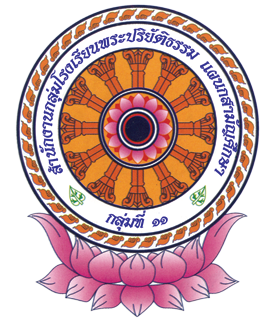 สำนักงานกลุ่มโรงเรียนพระปริยัติธรรม แผนกสามัญศึกษา
กลุ่มที่ ๑๑